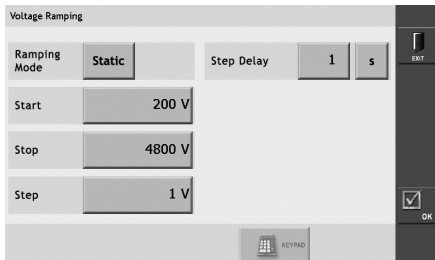 Voltage Ramping
Ramping Mode Static
Step Delay 1 s
Start 200 V
Stop 4800 V
Step 1 V
KEYPAD
EXIT
OK